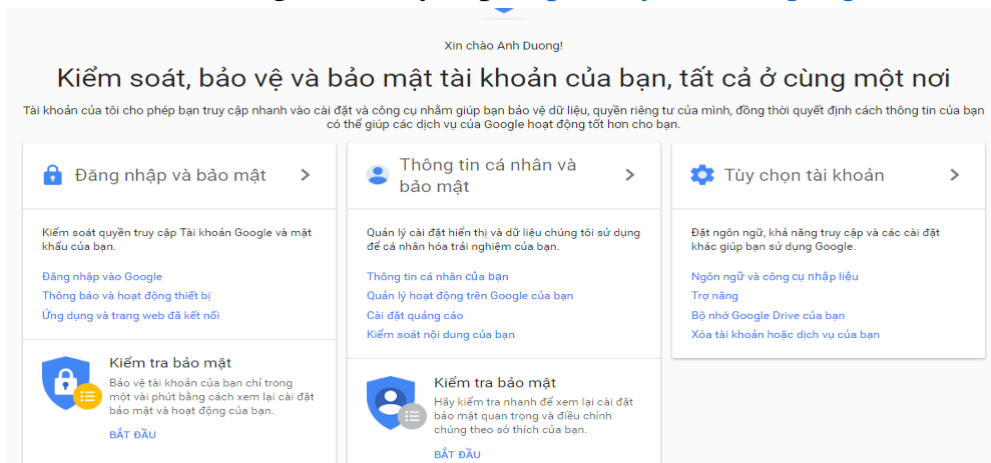 Xin chào Anh Duong!
Kiểm soát, bảo vệ và bảo mật tài khoản của bạn, tất cả ở cùng một nơi
Tài khoản của tôi cho phép bạn truy cập nhanh vào cài đặt và công cụ nhằm giúp bạn bảo vệ dữ liệu, quyền riêng tư của mình, đồng thời quyết định cách thông tin của bạn
có thể giúp các dịch vụ của Google hoạt động tốt hơn cho bạn.
Đăng nhập và bảo mật
Kiểm soát quyền truy cập Tài khoản Google và mật
khẩu của bạn.
Đăng nhập vào Google
Thông báo và hoạt động thiết bị
Ứng dụng và trang web đã kết nối
Kiểm tra bảo mật
Bảo vệ tài khoản của bạn chỉ trong
một vài phút bằng cách xem lại cài đặt
bảo mật và hoạt động của bạn.
BẮT ĐẦU
Thông tin cá nhân và
bảo mật
Quản lý cài đặt hiển thị và dữ liệu chúng tôi sử dụng
để cá nhân hóa trải nghiệm của bạn.
Thông tin cá nhân của bạn
Quản lý hoạt động trên Google của bạn
Cài đặt quảng cáo
Kiểm soát nội dung của bạn
Kiểm tra bảo mật
Hãy kiểm tra nhanh để xem lại cài đặt
bảo mật quan trọng và điều chỉnh
chúng theo sở thích của bạn.
BẮT ĐẦU
Tùy chọn tài khoản
Đặt ngôn ngữ, khả năng truy cập và các cài đặt
khác giúp bạn sử dụng Google.
Ngôn ngữ và công cụ nhập liệu
Trợ năng
Bộ nhớ Google Drive của bạn
Xóa tài khoản hoặc dịch vụ của bạn